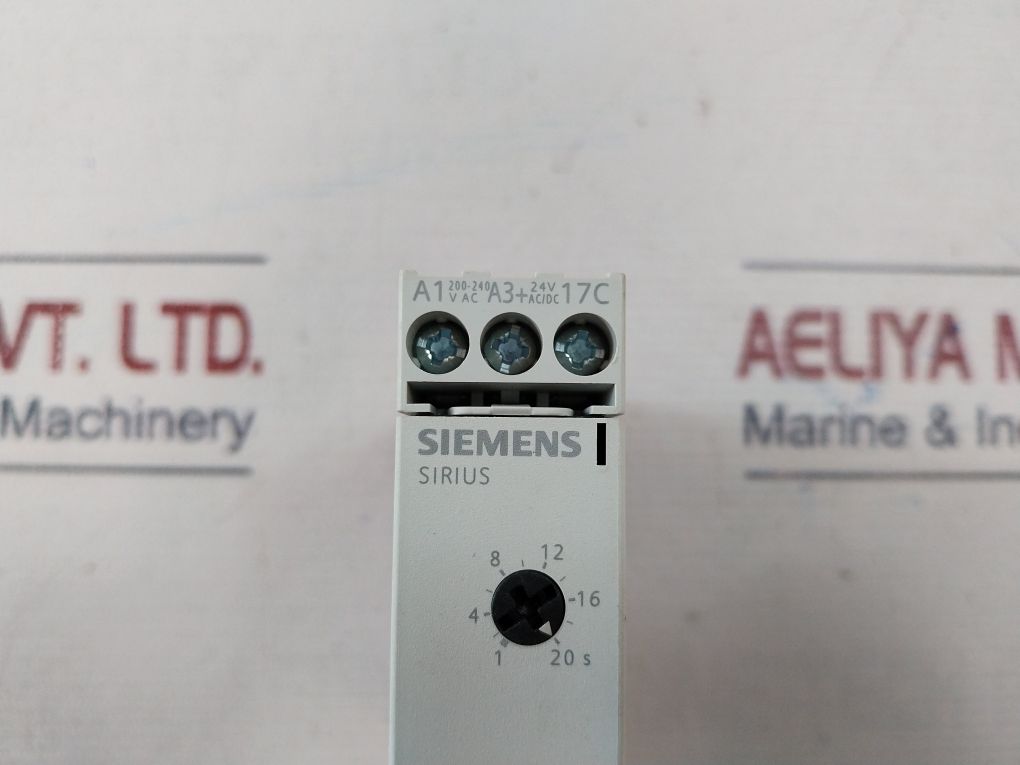 A1 200-240 V AC A3+ 24V AC/DC 17C
SIEMENS
SIRIUS
8 12
4 16
1 20 s
VT. LTD.
Machinery
AELIYA M
Marine & In